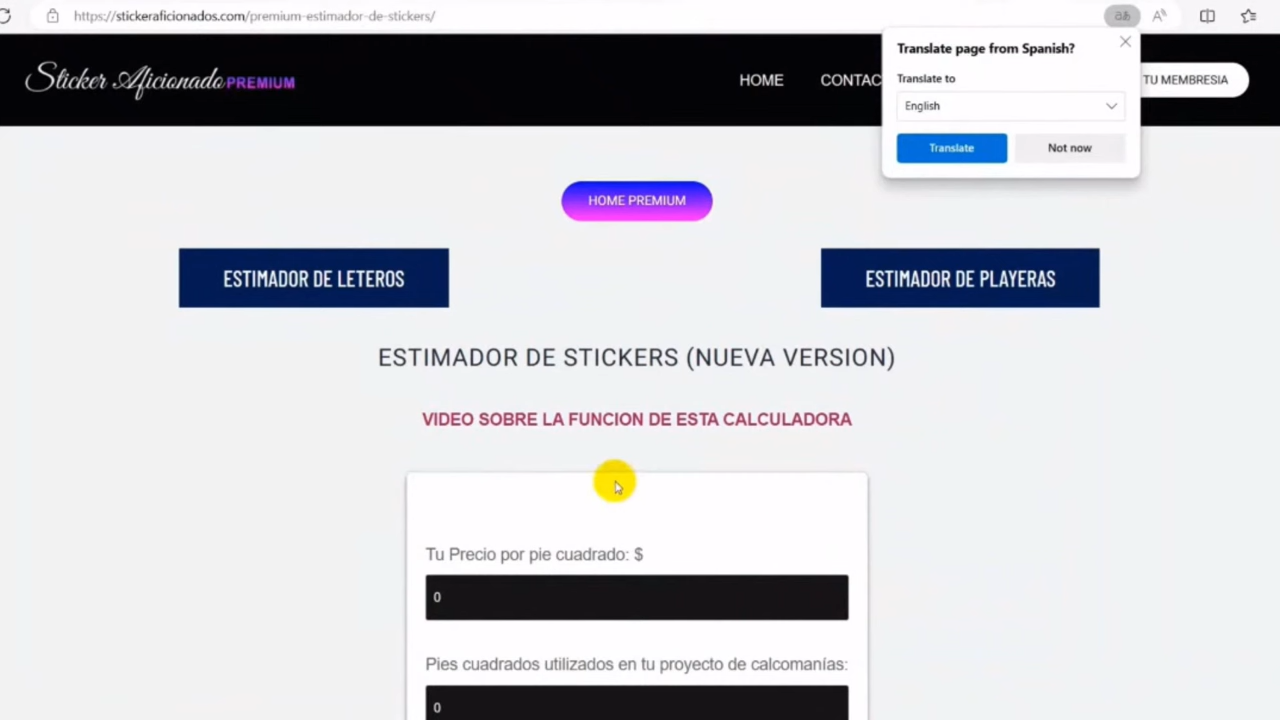 https://stickeraficionados.com/premium-estimador-de-stickers/
Translate page from Spanish?
Translate to
English
Translate
Not now
Sticker Aficionado PREMIUM
HOME
CONTAC
TU MEMBRESIA
HOME PREMIUM
ESTIMADOR DE LETEROS
ESTIMADOR DE PLAYERAS
ESTIMADOR DE STICKERS (NUEVA VERSION)
VIDEO SOBRE LA FUNCION DE ESTA CALCULADORA
Tu Precio por pie cuadrado: $
0
Pies cuadrados utilizados en tu proyecto de calcomanías:
0